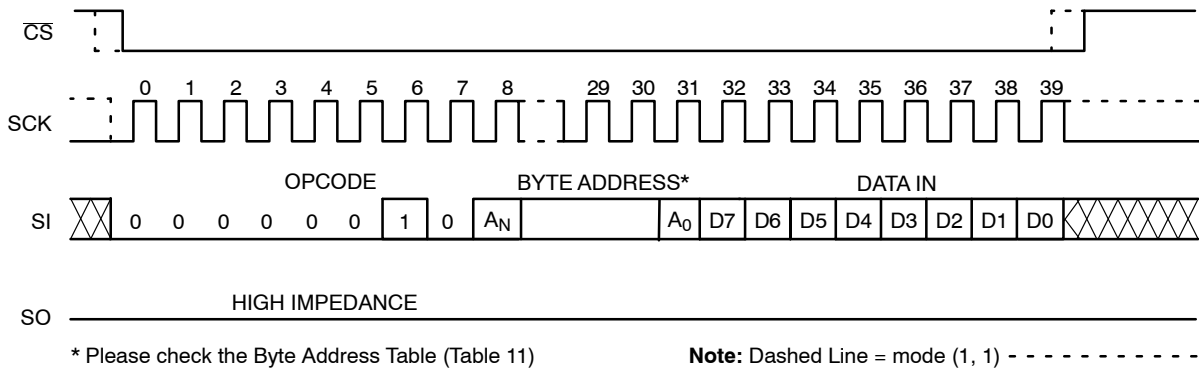 CS
0 1 2 3 4 5 6 7 8 29 30 31 32 33 34 35 36 37 38 39
SCK
OPCODE BYTE ADDRESS* DATA IN
SI 0 0 0 0 0 0 1 0 AN A0 D7 D6 D5 D4 D3 D2 D1 D0
HIGH IMPEDANCE
SO
* Please check the Byte Address Table (Table 11) Note: Dashed Line = mode (1, 1)